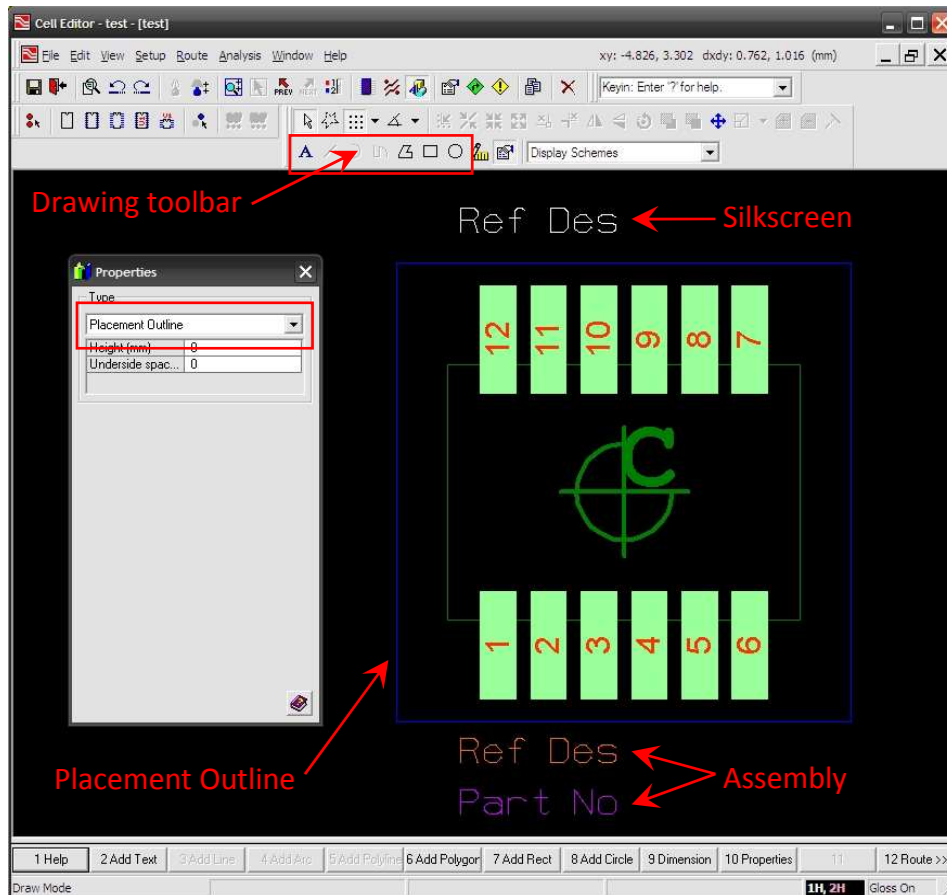 Cell Editor - test - [test]
File Edit View Setup Route Analysis Window Help
xy: -4.826, 3.302 dxdy: 0.762, 1.016 (mm)
PREV
Keyin: Enter '?' for help.
A
Display Schemes
Drawing toolbar
Ref Des
Silkscreen
Properties
Type
Placement Outline
Height (mm) 0
Underside spac... 0
12 11 10 9 8 7
C
1 2 3 4 5 6
Ref Des
Placement Outline
Assembly
Part No
1 Help 2 Add Text 3 Add Line 4 Add Arc 5 Add Polyline 6 Add Polygor 7 Add Rect 8 Add Circle 9 Dimension 10 Properties 11 12 Route >>
Draw Mode 1H, 2H Gloss On